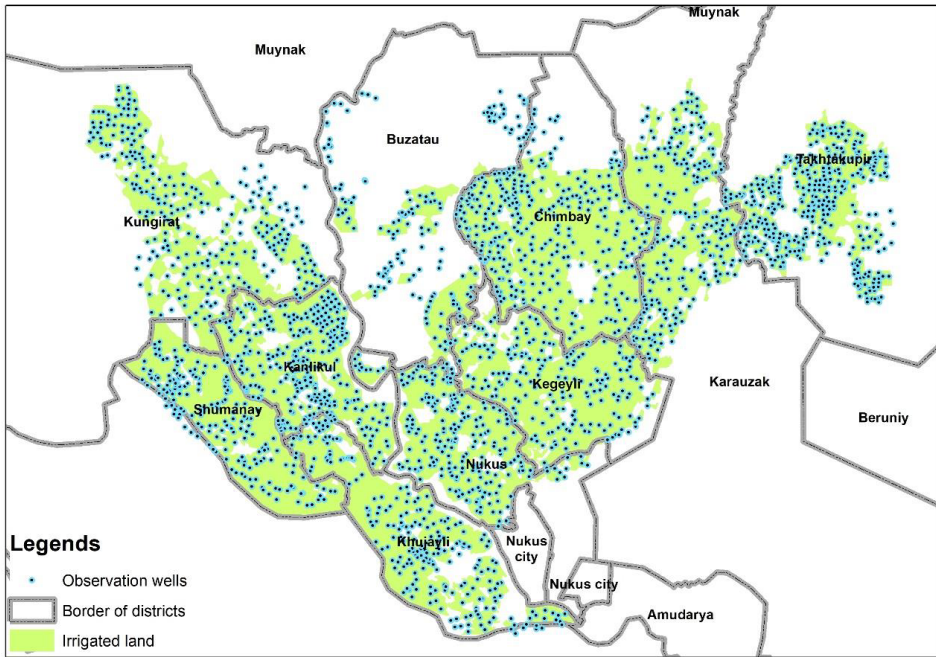 Muynak
Muynak
Buzatau
Takhtakupir
Chimbay
Kungirat
Kanlikul
Kegeyli
Karauzak
Shumanay
Beruniy
Nukus
Khujayli
Nukus
city
Nukus city
Amudarya
Legends
Observation wells
Border of districts
Irrigated land